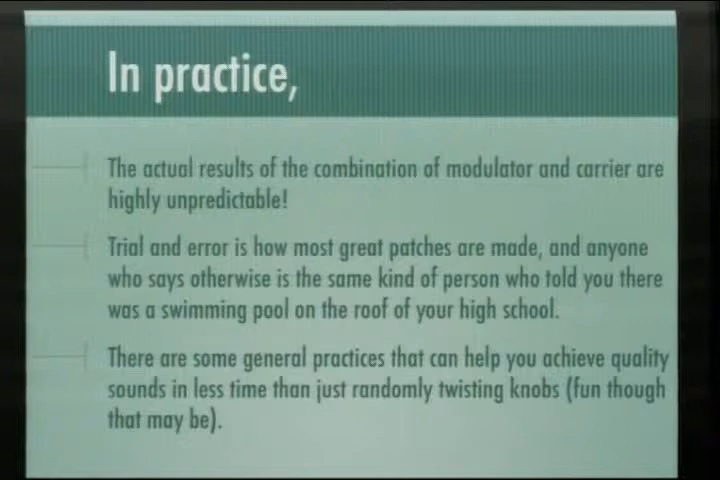 In practice,
The actual results of the combination of modulator and carrier are
highly unpredictable!
Trial and error is how most great patches are made, and anyone
who says otherwise is the same kind of person who told you there
was a swimming pool on the roof of your high school.
There are some general practices that can help you achieve quality
sounds in less time than just randomly twisting knobs (fun though
that may be).